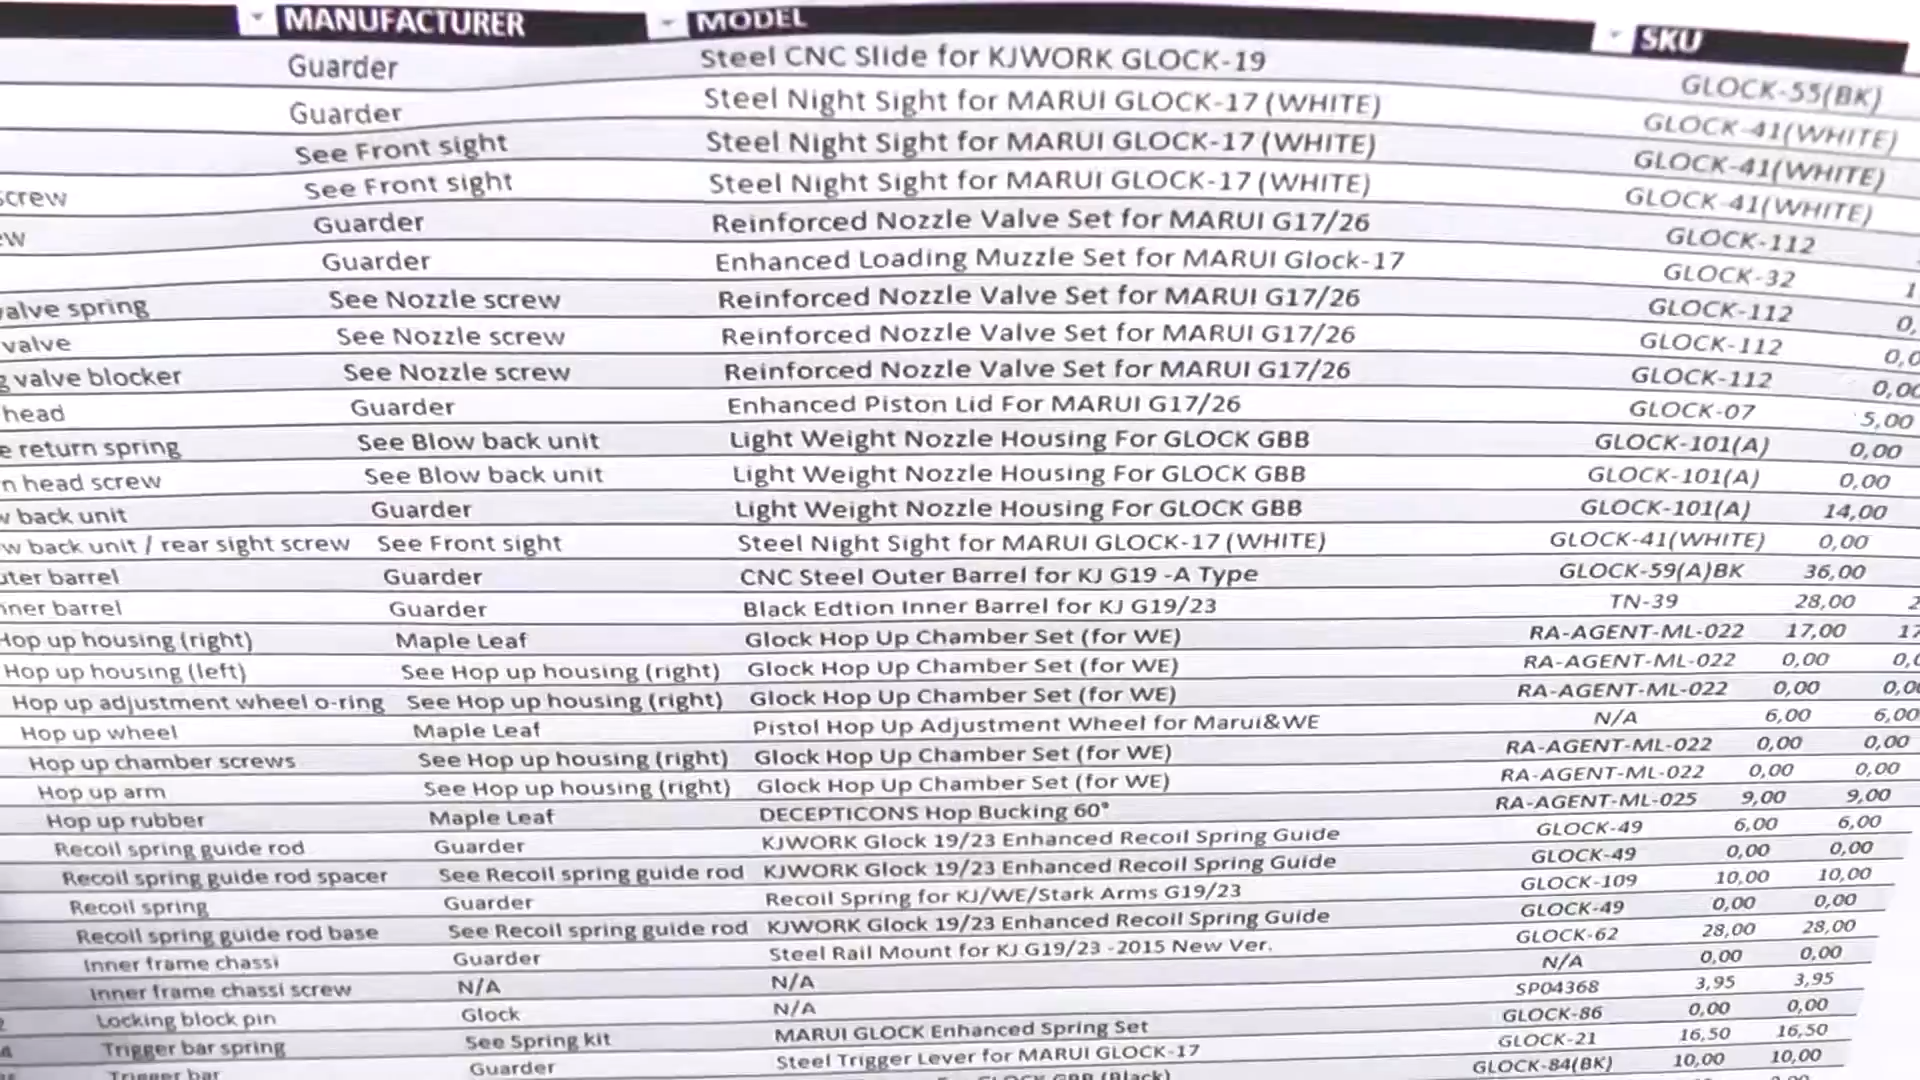 MANUFACTURER MODEL SKU
Guarder Steel CNC Slide for KJWORK GLOCK-19 GLOCK-55(BK)
Guarder Steel Night Sight for MARUI GLOCK-17 (WHITE) GLOCK-41(WHITE)
See Front sight Steel Night Sight for MARUI GLOCK-17 (WHITE) GLOCK-41(WHITE)
screw See Front sight Steel Night Sight for MARUI GLOCK-17 (WHITE) GLOCK-41(WHITE)
ew Guarder Reinforced Nozzle Valve Set for MARUI G17/26 GLOCK-112
Guarder Enhanced Loading Muzzle Set for MARUI Glock-17 GLOCK-32 1
valve spring See Nozzle screw Reinforced Nozzle Valve Set for MARUI G17/26 GLOCK-112 0,
valve See Nozzle screw Reinforced Nozzle Valve Set for MARUI G17/26 GLOCK-112 0,0
g valve blocker See Nozzle screw Reinforced Nozzle Valve Set for MARUI G17/26 GLOCK-112 0,00
head Guarder Enhanced Piston Lid For MARUI G17/26 GLOCK-07 5,00
e return spring See Blow back unit Light Weight Nozzle Housing For GLOCK GBB GLOCK-101(A) 0,00
n head screw See Blow back unit Light Weight Nozzle Housing For GLOCK GBB GLOCK-101(A) 0,00
w back unit Guarder Light Weight Nozzle Housing For GLOCK GBB GLOCK-101(A) 14,00
w back unit / rear sight screw See Front sight Steel Night Sight for MARUI GLOCK-17 (WHITE) GLOCK-41(WHITE) 0,00
uter barrel Guarder CNC Steel Outer Barrel for KJ G19 -A Type GLOCK-59(A)BK 36,00
nner barrel Guarder Black Edtion Inner Barrel for KJ G19/23 TN-39 28,00 2
Hop up housing (right) Maple Leaf Glock Hop Up Chamber Set (for WE) RA-AGENT-ML-022 17,00 17
Hop up housing (left) See Hop up housing (right) Glock Hop Up Chamber Set (for WE) RA-AGENT-ML-022 0,00 0,0
Hop up adjustment wheel o-ring See Hop up housing (right) Glock Hop Up Chamber Set (for WE) RA-AGENT-ML-022 0,00 0,00
Hop up wheel Maple Leaf Pistol Hop Up Adjustment Wheel for Marui&WE N/A 6,00 6,00
Hop up chamber screws See Hop up housing (right) Glock Hop Up Chamber Set (for WE) RA-AGENT-ML-022 0,00 0,00
Hop up arm See Hop up housing (right) Glock Hop Up Chamber Set (for WE) RA-AGENT-ML-022 0,00 0,00
Hop up rubber Maple Leaf DECEPTICONS Hop Bucking 60° RA-AGENT-ML-025 9,00 9,00
Recoil spring guide rod Guarder KJWORK Glock 19/23 Enhanced Recoil Spring Guide GLOCK-49 6,00 6,00
Recoil spring guide rod spacer See Recoil spring guide rod KJWORK Glock 19/23 Enhanced Recoil Spring Guide GLOCK-49 0,00 0,00
Recoil spring Guarder Recoil Spring for KJ/WE/Stark Arms G19/23 GLOCK-109 10,00 10,00
Recoil spring guide rod base See Recoil spring guide rod KJWORK Glock 19/23 Enhanced Recoil Spring Guide GLOCK-49 0,00 0,00
Inner frame chassi Guarder Steel Rail Mount for KJ G19/23 -2015 New Ver. GLOCK-62 28,00 28,00
Inner frame chassi screw N/A N/A N/A 0,00 0,00
Locking block pin Glock N/A SP04368 3,95 3,95
Trigger bar spring See Spring kit MARUI GLOCK Enhanced Spring Set GLOCK-86 0,00 0,00
Trigger bar Guarder Steel Trigger Lever for MARUI GLOCK-17 GLOCK-21 16,50 16,50
GLOCK GBB (Black) GLOCK-84(BK) 10,00 10,00